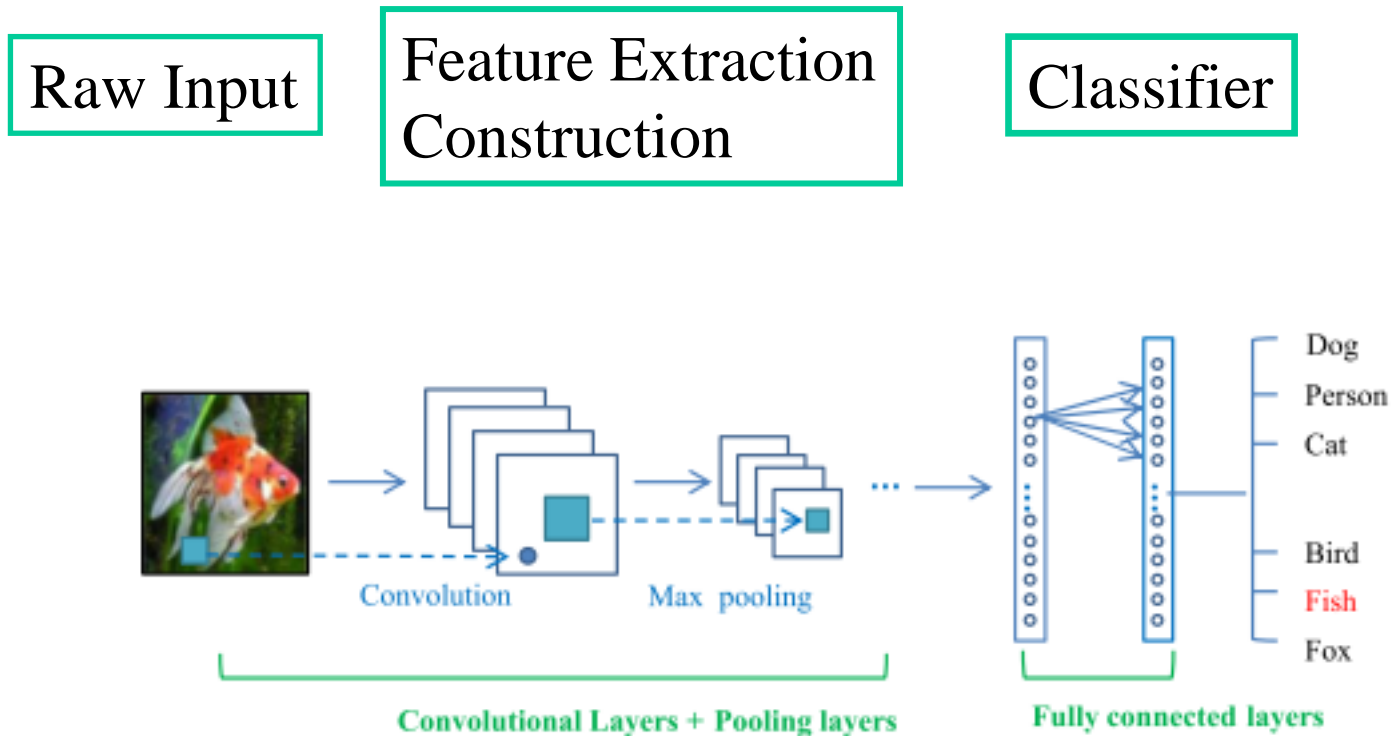 Raw Input
Feature Extraction
Construction
Classifier
Dog
Person
Cat
Bird
Fish
Fox
Convolution
Max pooling
Convolutional Layers + Pooling layers
Fully connected layers